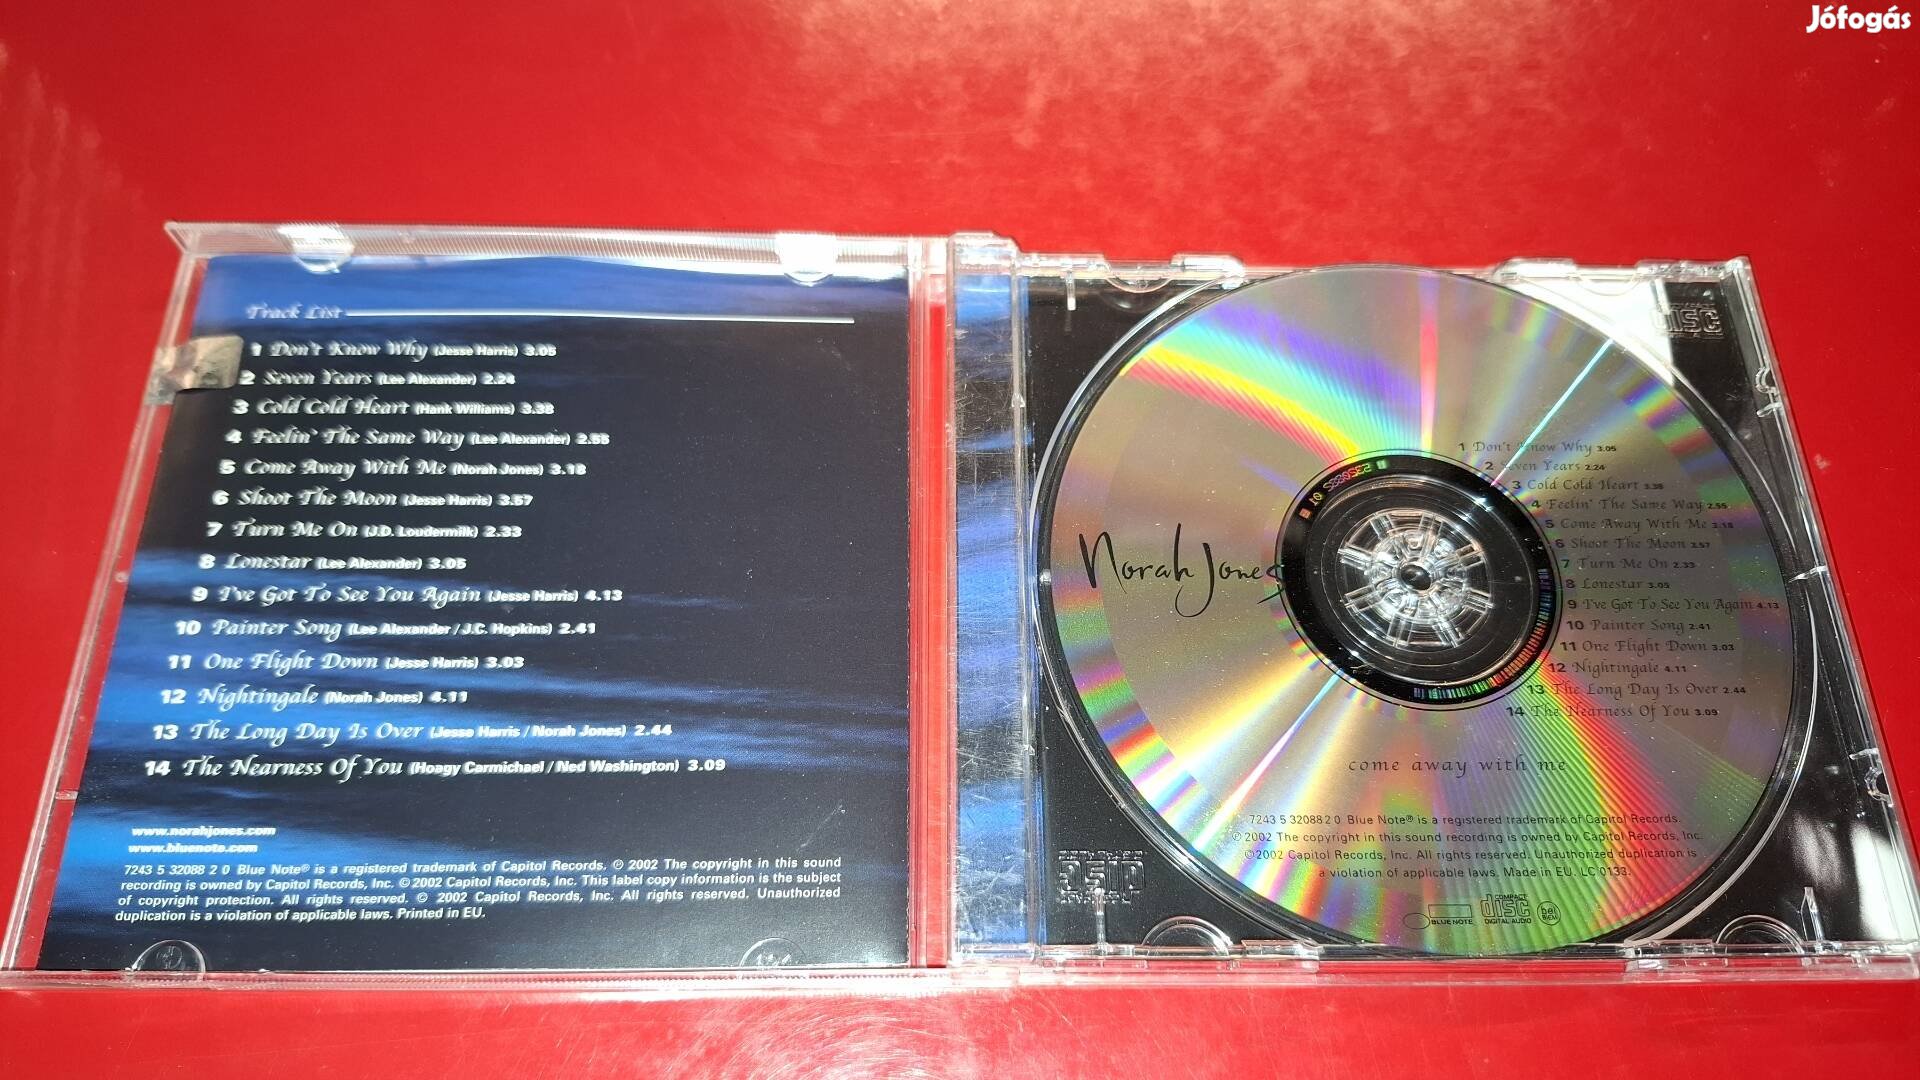 Jófogás
Track List
1 Don't Know Why (Jesse Harris) 3.05
2 Seven Years (Lee Alexander) 2.24
3 Cold Cold Heart (Hank Williams) 3.38
4 Feelin' The Same Way (Lee Alexander) 2.55
5 Come Away With Me (Norah Jones) 3.18
6 Shoot The Moon (Jesse Harris) 3.57
7 Turn Me On (J.D. Loudermilk) 2.33
8 Lonestar (Lee Alexander) 3.05
9 I've Got To See You Again (Jesse Harris) 4.13
10 Painter Song (Lee Alexander / J.C. Hopkins) 2.41
11 One Flight Down (Jesse Harris) 3.03
12 Nightingale (Norah Jones) 4.11
13 The Long Day Is Over (Jesse Harris / Norah Jones) 2.44
14 The Nearness Of You (Hoagy Carmichael / Ned Washington) 3.09
www.norahjones.com
www.bluenote.com
7243 5 32088 2 0 Blue Note® is a registered trademark of Capitol Records. ℗ 2002 The copyright in this sound
recording is owned by Capitol Records, Inc. © 2002 Capitol Records, Inc. This label copy information is the subject
of copyright protection. All rights reserved. © 2002 Capitol Records, Inc. All rights reserved. Unauthorized
duplication is a violation of applicable laws. Printed in EU.
Norah Jones
1 Don't Know Why 3.05
2 Seven Years 2.24
3 Cold Cold Heart 3.38
4 Feelin' The Same Way 2.55
5 Come Away With Me 3.18
6 Shoot The Moon 3.57
7 Turn Me On 2.33
8 Lonestar 3.05
9 I've Got To See You Again 4.13
10 Painter Song 2.41
11 One Flight Down 3.03
12 Nightingale 4.11
13 The Long Day Is Over 2.44
14 The Nearness Of You 3.09
come away with me
7243 5 32088 2 0 Blue Note® is a registered trademark of Capitol Records.
℗ 2002 The copyright in this sound recording is owned by Capitol Records, Inc.
©2002 Capitol Records, Inc. All rights reserved. Unauthorized duplication is
a violation of applicable laws. Made in EU. LC 0133.
BLUE NOTE
COMPACT
disc
DIGITAL AUDIO
disc